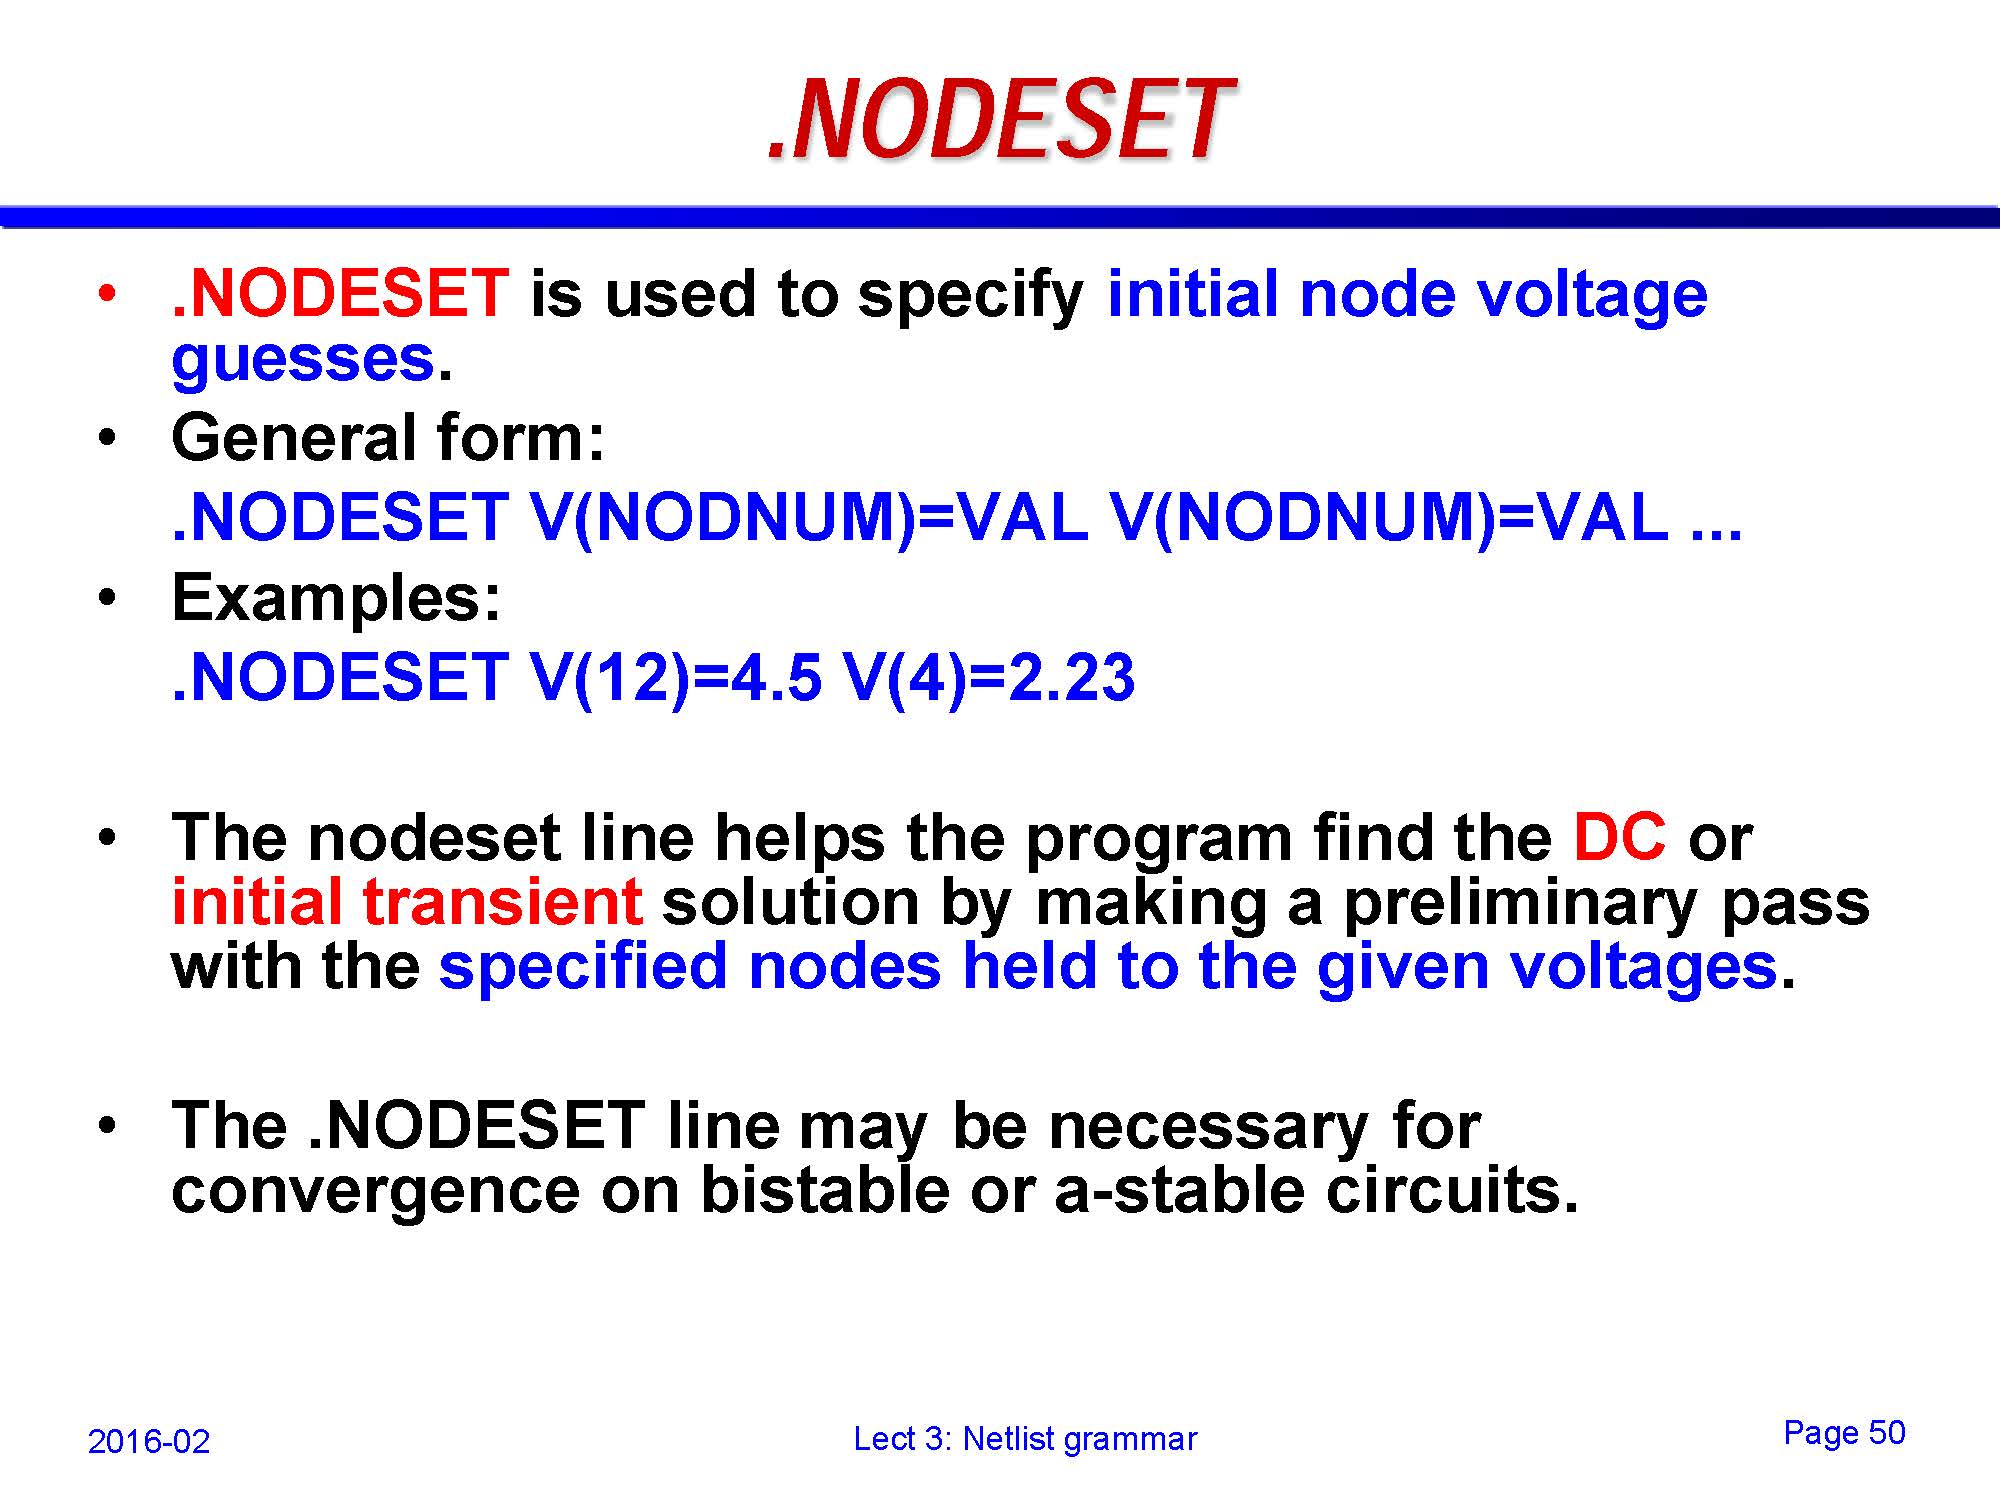 .NODESET
• .NODESET is used to specify initial node voltage
guesses.
• General form:
.NODESET V(NODNUM)=VAL V(NODNUM)=VAL ...
• Examples:
.NODESET V(12)=4.5 V(4)=2.23
• The nodeset line helps the program find the DC or
initial transient solution by making a preliminary pass
with the specified nodes held to the given voltages.
• The .NODESET line may be necessary for
convergence on bistable or a-stable circuits.
2016-02
Lect 3: Netlist grammar
Page 50